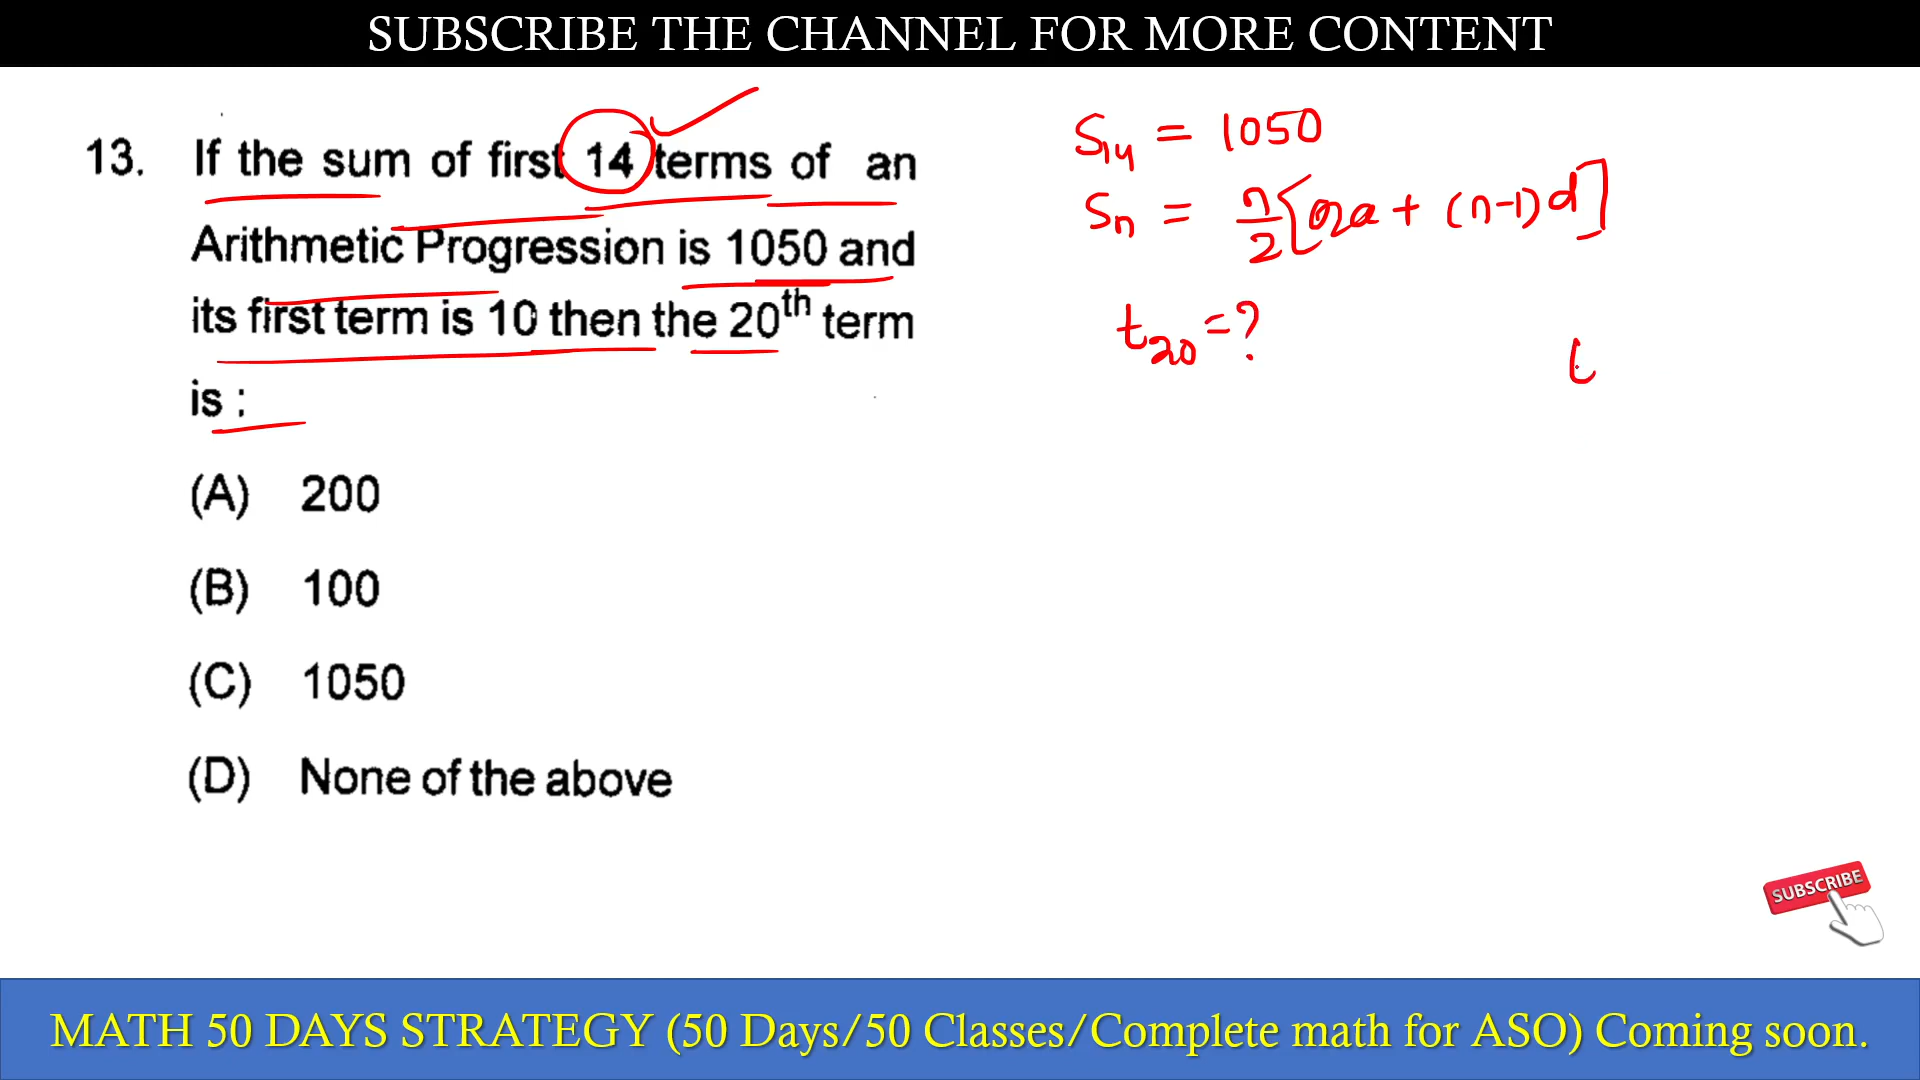 SUBSCRIBE THE CHANNEL FOR MORE CONTENT
13. If the sum of first 14 terms of an
Arithmetic Progression is 1050 and
its first term is 10 then the 20th term
is :
(A) 200
(B) 100
(C) 1050
(D) None of the above
S14 = 1050
Sn = n/2 [2a + (n-1)d]
t20 = ?
t
SUBSCRIBE
MATH 50 DAYS STRATEGY (50 Days/50 Classes/Complete math for ASO) Coming soon.